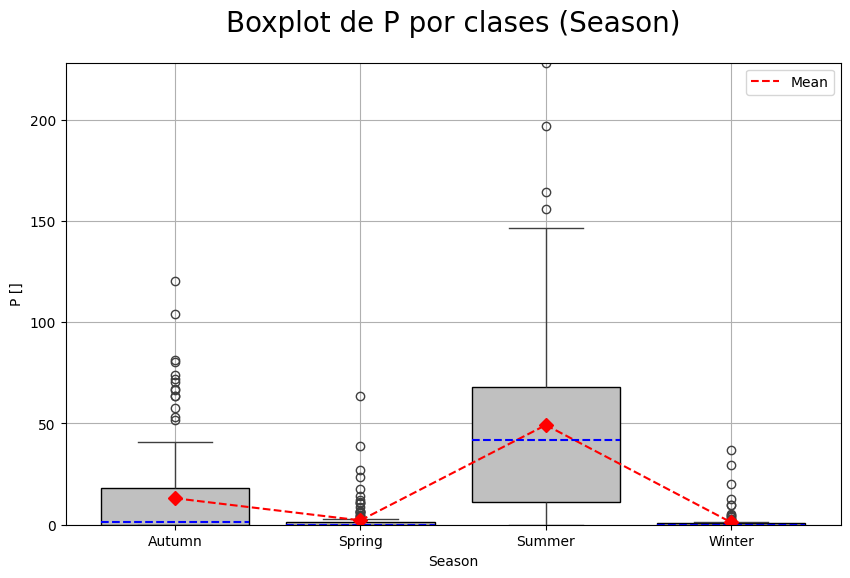 Boxplot de P por clases (Season)
Mean
P []
200
150
100
50
0
Autumn Spring Summer Winter
Season